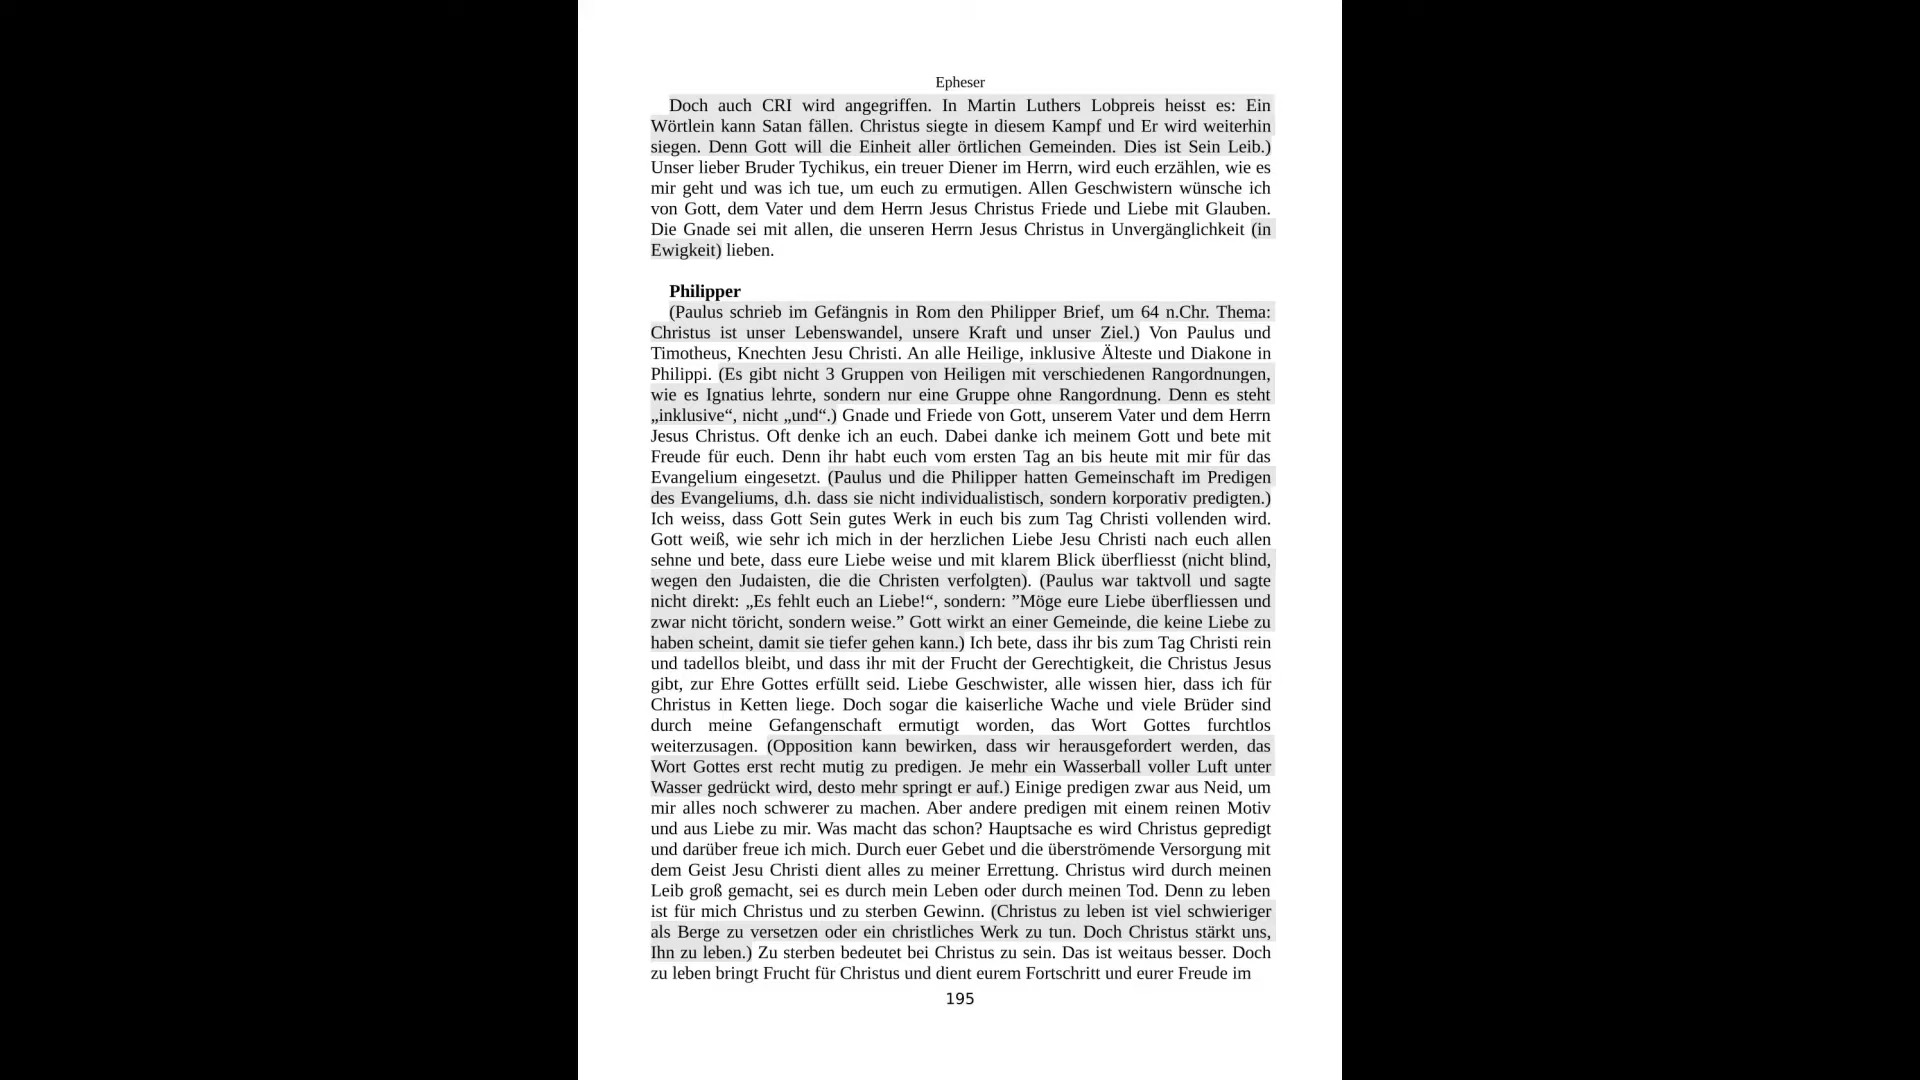 Epheser
Doch auch CRI wird angegriffen. In Martin Luthers Lobpreis heisst es: Ein
Wörtlein kann Satan fällen. Christus siegte in diesem Kampf und Er wird weiterhin
siegen. Denn Gott will die Einheit aller örtlichen Gemeinden. Dies ist Sein Leib.)
Unser lieber Bruder Tychikus, ein treuer Diener im Herrn, wird euch erzählen, wie es
mir geht und was ich tue, um euch zu ermutigen. Allen Geschwistern wünsche ich
von Gott, dem Vater und dem Herrn Jesus Christus Friede und Liebe mit Glauben.
Die Gnade sei mit allen, die unseren Herrn Jesus Christus in Unvergänglichkeit (in
Ewigkeit) lieben.
Philipper
(Paulus schrieb im Gefängnis in Rom den Philipper Brief, um 64 n.Chr. Thema:
Christus ist unser Lebenswandel, unsere Kraft und unser Ziel.) Von Paulus und
Timotheus, Knechten Jesu Christi. An alle Heilige, inklusive Älteste und Diakone in
Philippi. (Es gibt nicht 3 Gruppen von Heiligen mit verschiedenen Rangordnungen,
wie es Ignatius lehrte, sondern nur eine Gruppe ohne Rangordnung. Denn es steht
„inklusive“, nicht „und“.) Gnade und Friede von Gott, unserem Vater und dem Herrn
Jesus Christus. Oft denke ich an euch. Dabei danke ich meinem Gott und bete mit
Freude für euch. Denn ihr habt euch vom ersten Tag an bis heute mit mir für das
Evangelium eingesetzt. (Paulus und die Philipper hatten Gemeinschaft im Predigen
des Evangeliums, d.h. dass sie nicht individualistisch, sondern korporativ predigten.)
Ich weiss, dass Gott Sein gutes Werk in euch bis zum Tag Christi vollenden wird.
Gott weiß, wie sehr ich mich in der herzlichen Liebe Jesu Christi nach euch allen
sehne und bete, dass eure Liebe weise und mit klarem Blick überfliesst (nicht blind,
wegen den Judaisten, die die Christen verfolgten). (Paulus war taktvoll und sagte
nicht direkt: „Es fehlt euch an Liebe!“, sondern: ”Möge eure Liebe überfliessen und
zwar nicht töricht, sondern weise.” Gott wirkt an einer Gemeinde, die keine Liebe zu
haben scheint, damit sie tiefer gehen kann.) Ich bete, dass ihr bis zum Tag Christi rein
und tadellos bleibt, und dass ihr mit der Frucht der Gerechtigkeit, die Christus Jesus
gibt, zur Ehre Gottes erfüllt seid. Liebe Geschwister, alle wissen hier, dass ich für
Christus in Ketten liege. Doch sogar die kaiserliche Wache und viele Brüder sind
durch meine Gefangenschaft ermutigt worden, das Wort Gottes furchtlos
weiterzusagen. (Opposition kann bewirken, dass wir herausgefordert werden, das
Wort Gottes erst recht mutig zu predigen. Je mehr ein Wasserball voller Luft unter
Wasser gedrückt wird, desto mehr springt er auf.) Einige predigen zwar aus Neid, um
mir alles noch schwerer zu machen. Aber andere predigen mit einem reinen Motiv
und aus Liebe zu mir. Was macht das schon? Hauptsache es wird Christus gepredigt
und darüber freue ich mich. Durch euer Gebet und die überströmende Versorgung mit
dem Geist Jesu Christi dient alles zu meiner Errettung. Christus wird durch meinen
Leib groß gemacht, sei es durch mein Leben oder durch meinen Tod. Denn zu leben
ist für mich Christus und zu sterben Gewinn. (Christus zu leben ist viel schwieriger
als Berge zu versetzen oder ein christliches Werk zu tun. Doch Christus stärkt uns,
Ihn zu leben.) Zu sterben bedeutet bei Christus zu sein. Das ist weitaus besser. Doch
zu leben bringt Frucht für Christus und dient eurem Fortschritt und eurer Freude im
195